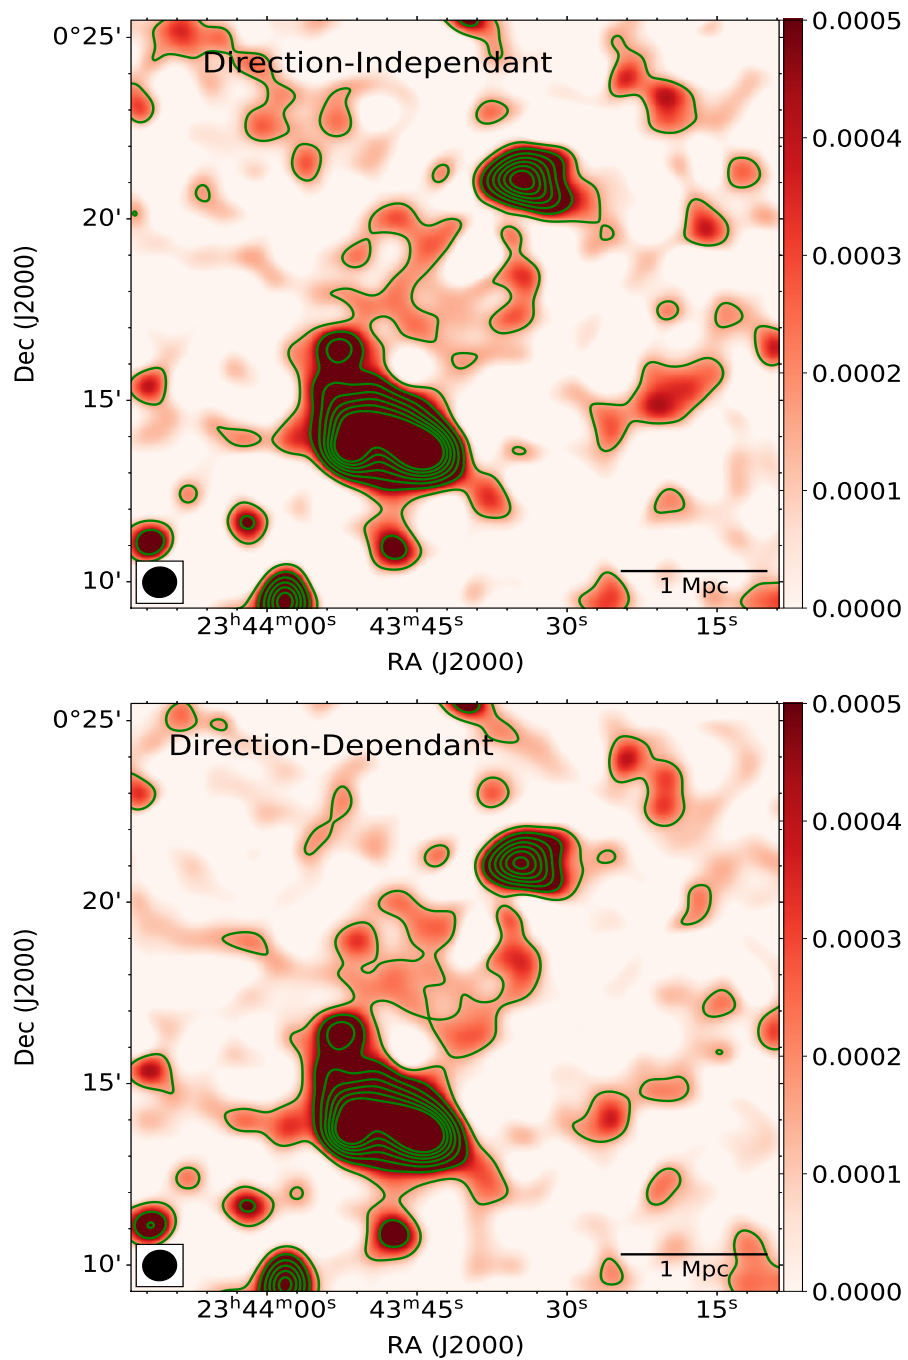 Direction-Independant
0°25'
20'
15'
10'
Dec (J2000)
23ʰ44ᵐ00ˢ 43ᵐ45ˢ 30ˢ 15ˢ
RA (J2000)
1 Mpc
0.0005
0.0004
0.0003
0.0002
0.0001
0.0000
Direction-Dependant
0°25'
20'
15'
10'
Dec (J2000)
23ʰ44ᵐ00ˢ 43ᵐ45ˢ 30ˢ 15ˢ
RA (J2000)
1 Mpc
0.0005
0.0004
0.0003
0.0002
0.0001
0.0000